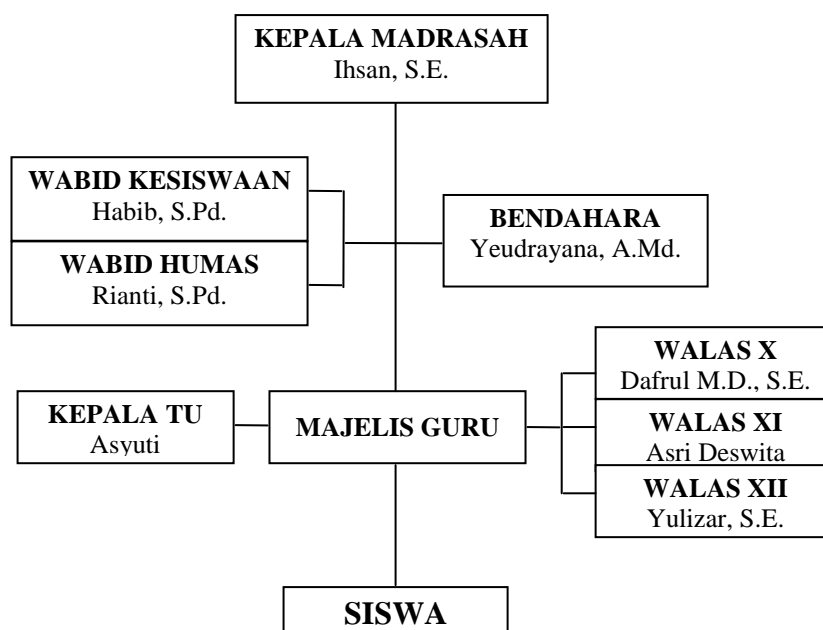 KEPALA MADRASAH
Ihsan, S.E.
WABID KESISWAAN
Habib, S.Pd.
WABID HUMAS
Rianti, S.Pd.
BENDAHARA
Yeudrayana, A.Md.
KEPALA TU
Asyuti
MAJELIS GURU
WALAS X
Dafrul M.D., S.E.
WALAS XI
Asri Deswita
WALAS XII
Yulizar, S.E.
SISWA